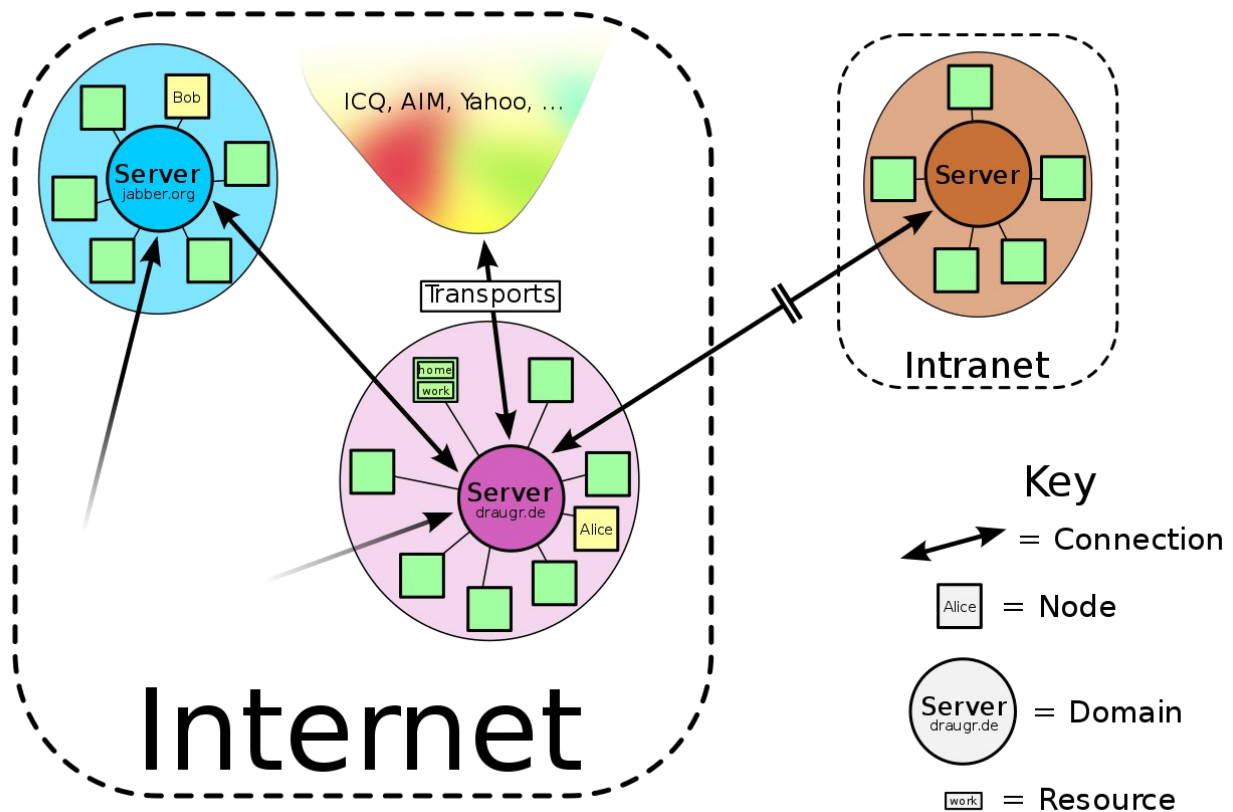 Bob
Server
jabber.org
ICQ, AIM, Yahoo, ...
Server
Transports
Intranet
home
work
Server
draugr.de
Alice
Internet
Key
= Connection
Alice = Node
Server
draugr.de
= Domain
work = Resource